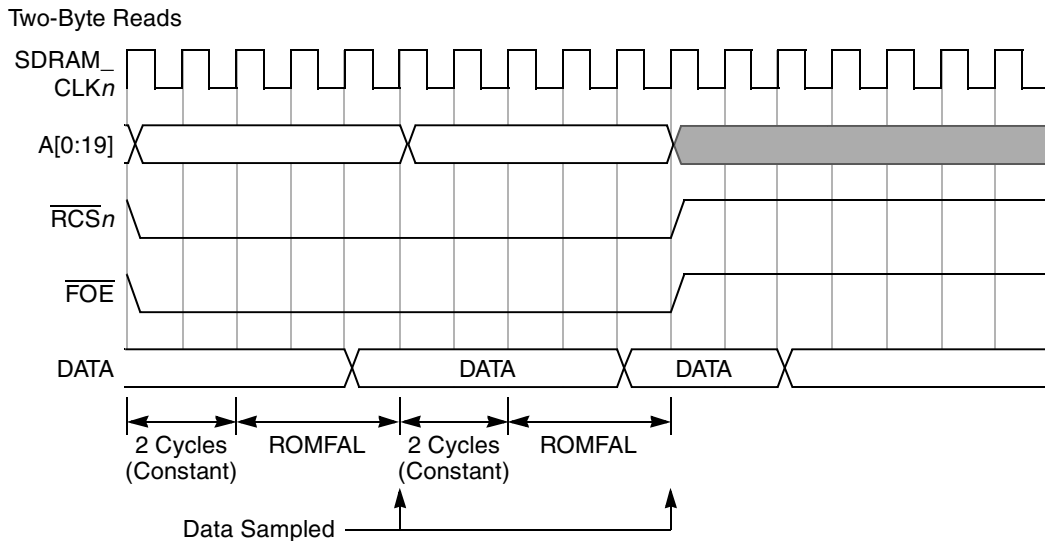 Two-Byte Reads
SDRAM_
CLKn
A[0:19]
RCSn
FOE
DATA
DATA
DATA
2 Cycles
(Constant)
ROMFAL
2 Cycles
(Constant)
ROMFAL
Data Sampled